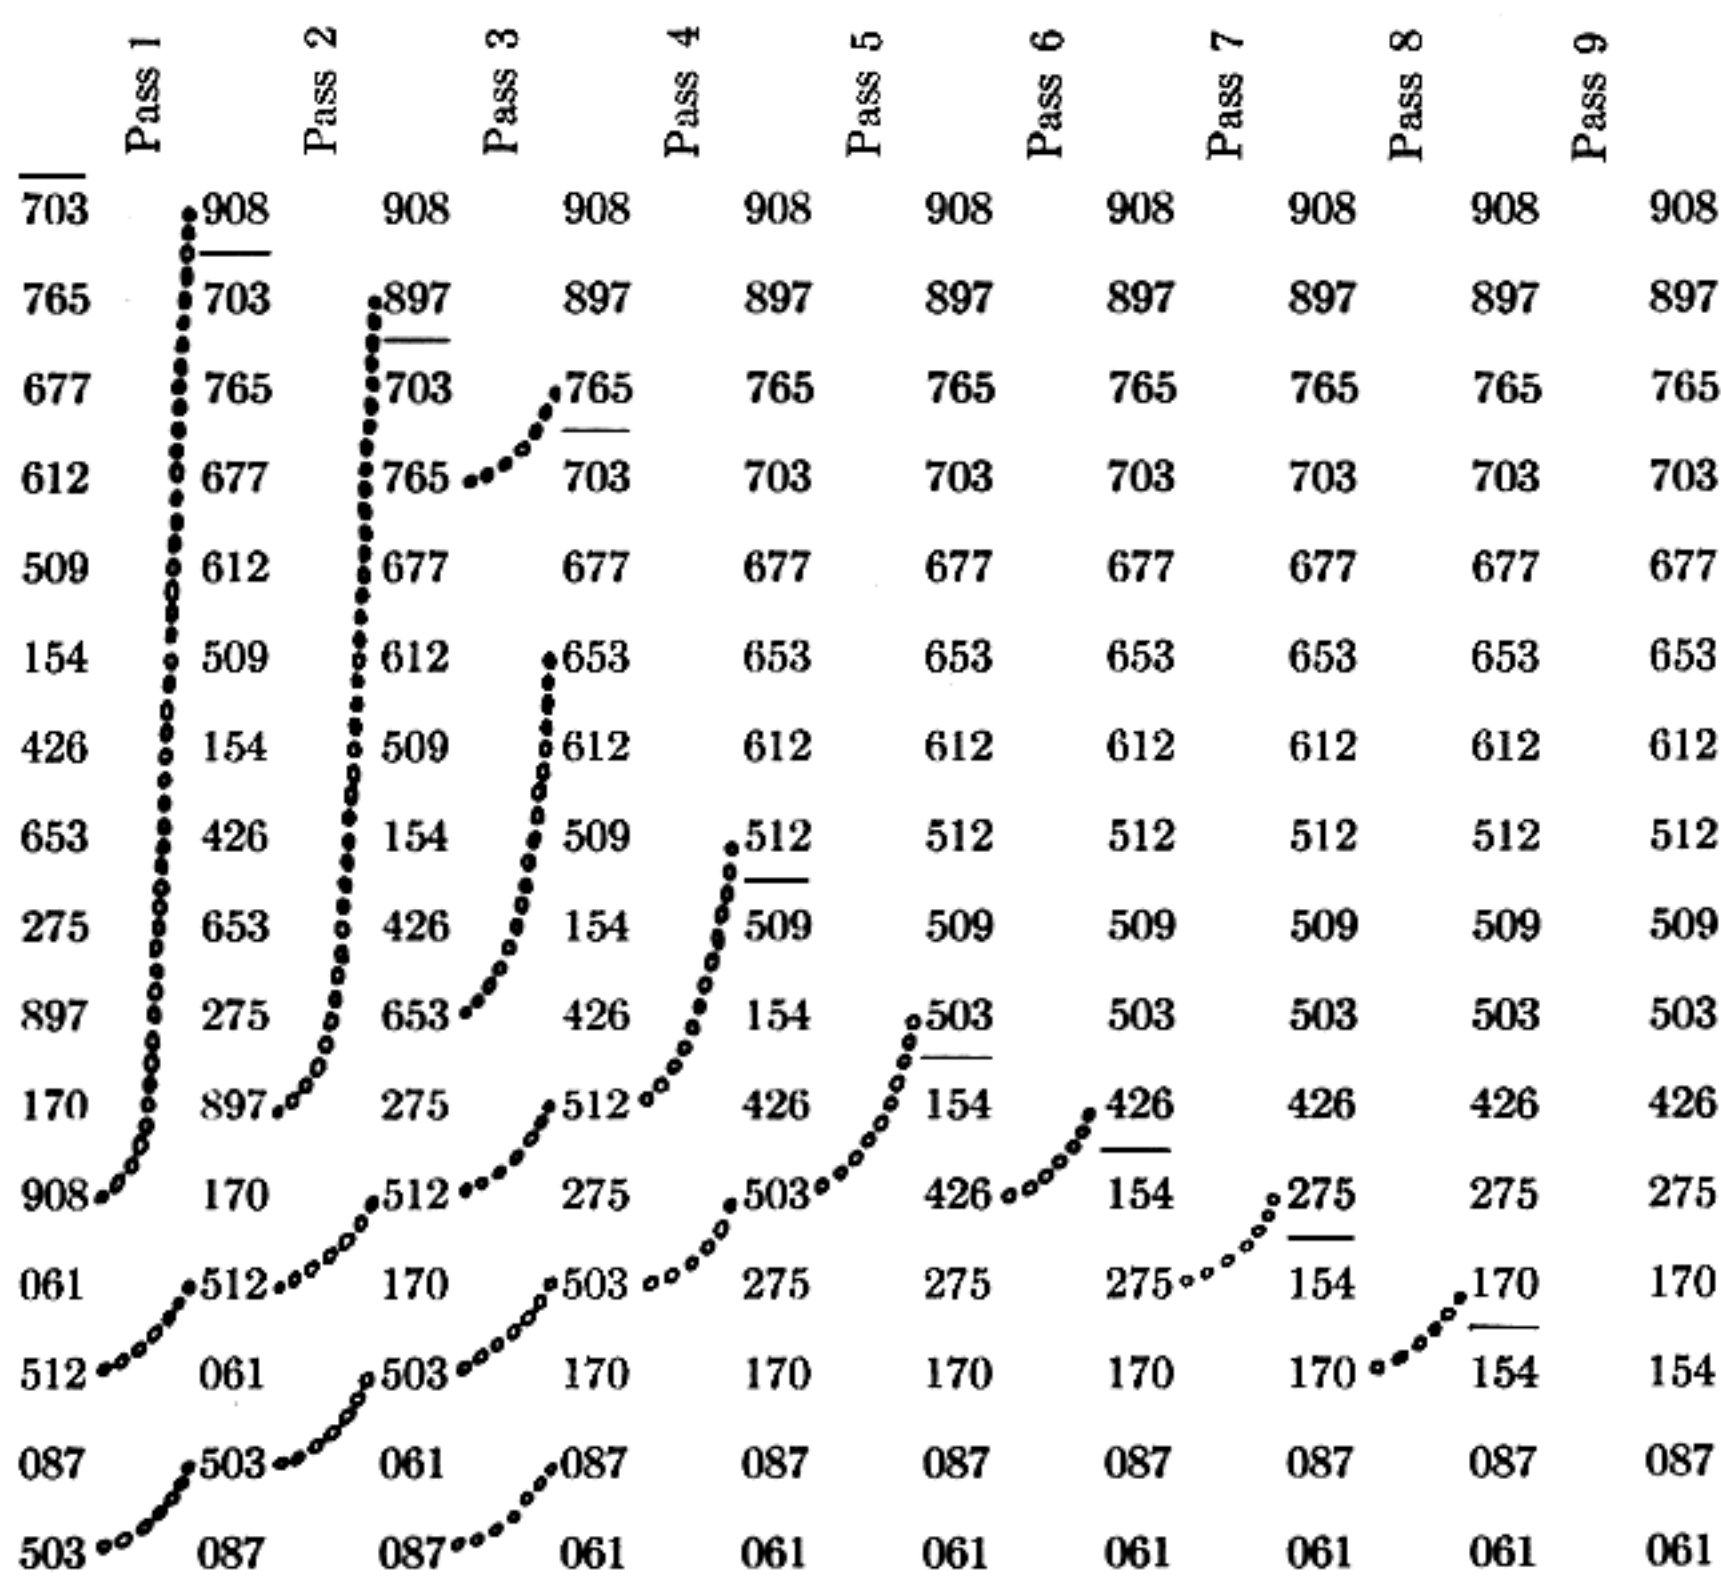 Pass 1 Pass 2 Pass 3 Pass 4 Pass 5 Pass 6 Pass 7 Pass 8 Pass 9
703 908 908 908 908 908 908 908 908 908
765 703 897 897 897 897 897 897 897 897
677 765 703 765 765 765 765 765 765 765
612 677 765 703 703 703 703 703 703 703
509 612 677 677 677 677 677 677 677 677
154 509 612 653 653 653 653 653 653 653
426 154 509 612 612 612 612 612 612 612
653 426 154 509 512 512 512 512 512 512
275 653 426 154 509 509 509 509 509 509
897 275 653 426 154 503 503 503 503 503
170 897 275 512 426 154 426 426 426 426
908 170 512 275 503 426 154 275 275 275
061 512 170 503 275 275 275 154 170 170
512 061 503 170 170 170 170 170 154 154
087 503 061 087 087 087 087 087 087 087
503 087 087 061 061 061 061 061 061 061